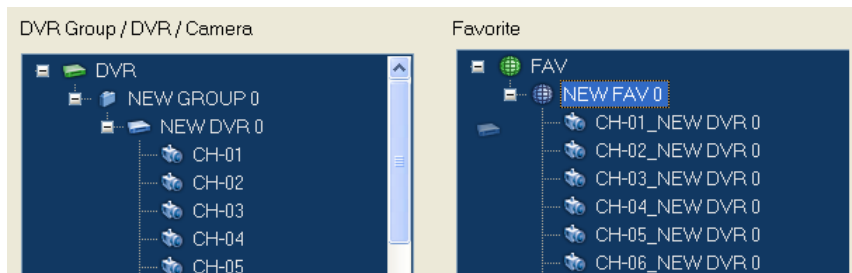 DVR Group / DVR / Camera
DVR
NEW GROUP 0
NEW DVR 0
CH-01
CH-02
CH-03
CH-04
CH-05
Favorite
FAV
NEW FAV 0
CH-01_NEW DVR 0
CH-02_NEW DVR 0
CH-03_NEW DVR 0
CH-04_NEW DVR 0
CH-05_NEW DVR 0
CH-06_NEW DVR 0